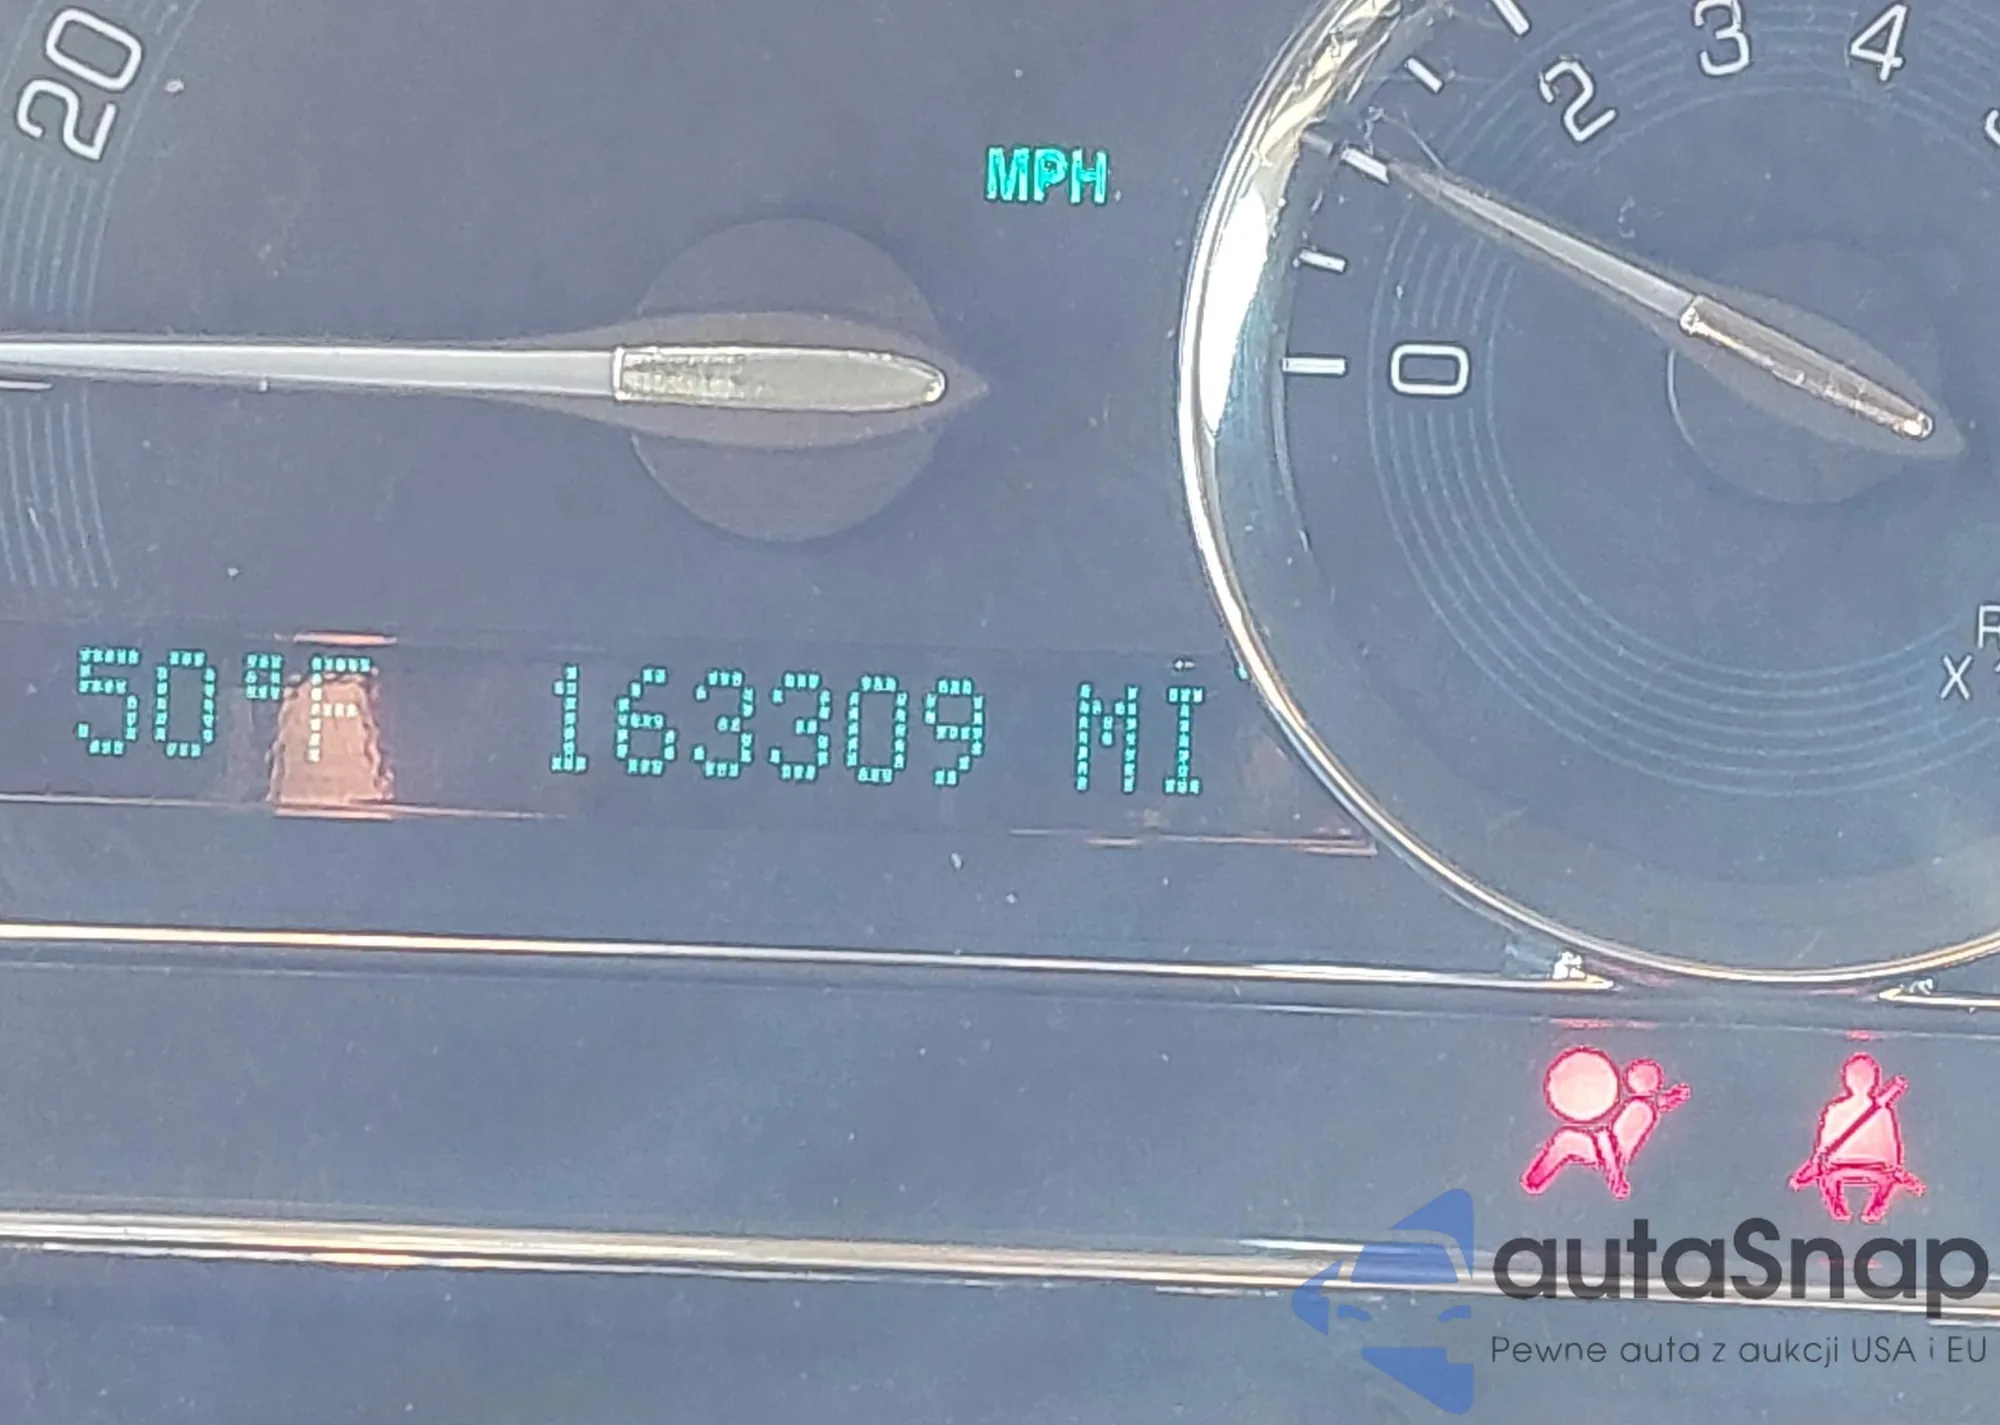 20
MPH
2
3
4
0
R
X
50°F 163309 MI
autaSnap
Pewne auta z aukcji USA i EU